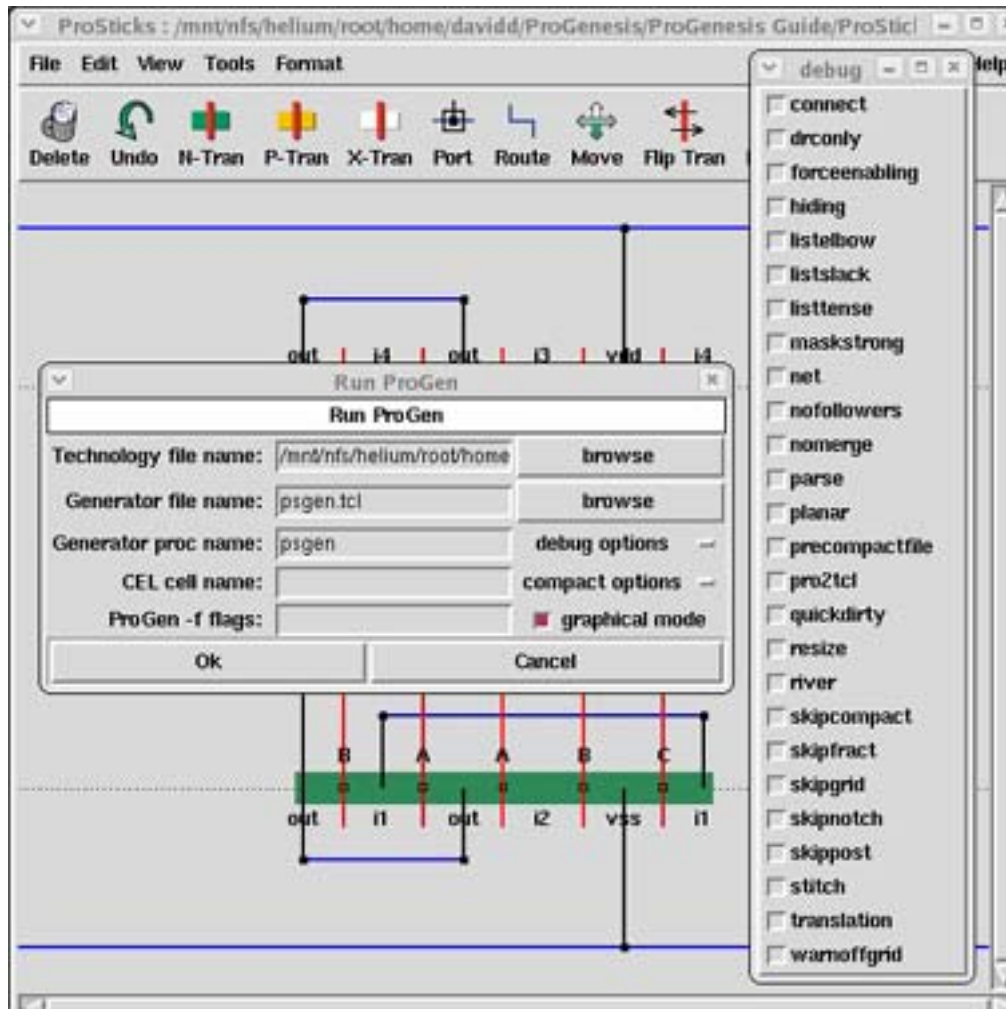 ProSticks : /mnt/nfs/helium/root/home/davidd/ProGenesis/ProGenesis Guide/ProSticl
File Edit View Tools Format
Delete Undo N-Tran P-Tran X-Tran Port Route Move Flip Tran
out i4 out i3 vdd i4
Run ProGen
Run ProGen
Technology file name: /mnt/nfs/helium/root/home browse
Generator file name: psgen.tcl browse
Generator proc name: psgen debug options
CEL cell name: compact options
ProGen -f flags: graphical mode
Ok Cancel
B A A B C
out i1 out i2 vss i1
debug
connect
drconly
forceenabling
hiding
listelbow
listslack
listtense
maskstrong
net
nofollowers
nomerge
parse
planar
precompactfile
pro2tcl
quickdirty
resize
river
skipcompact
skipfract
skipgrid
skipnotch
skippost
stitch
translation
warnoffgrid